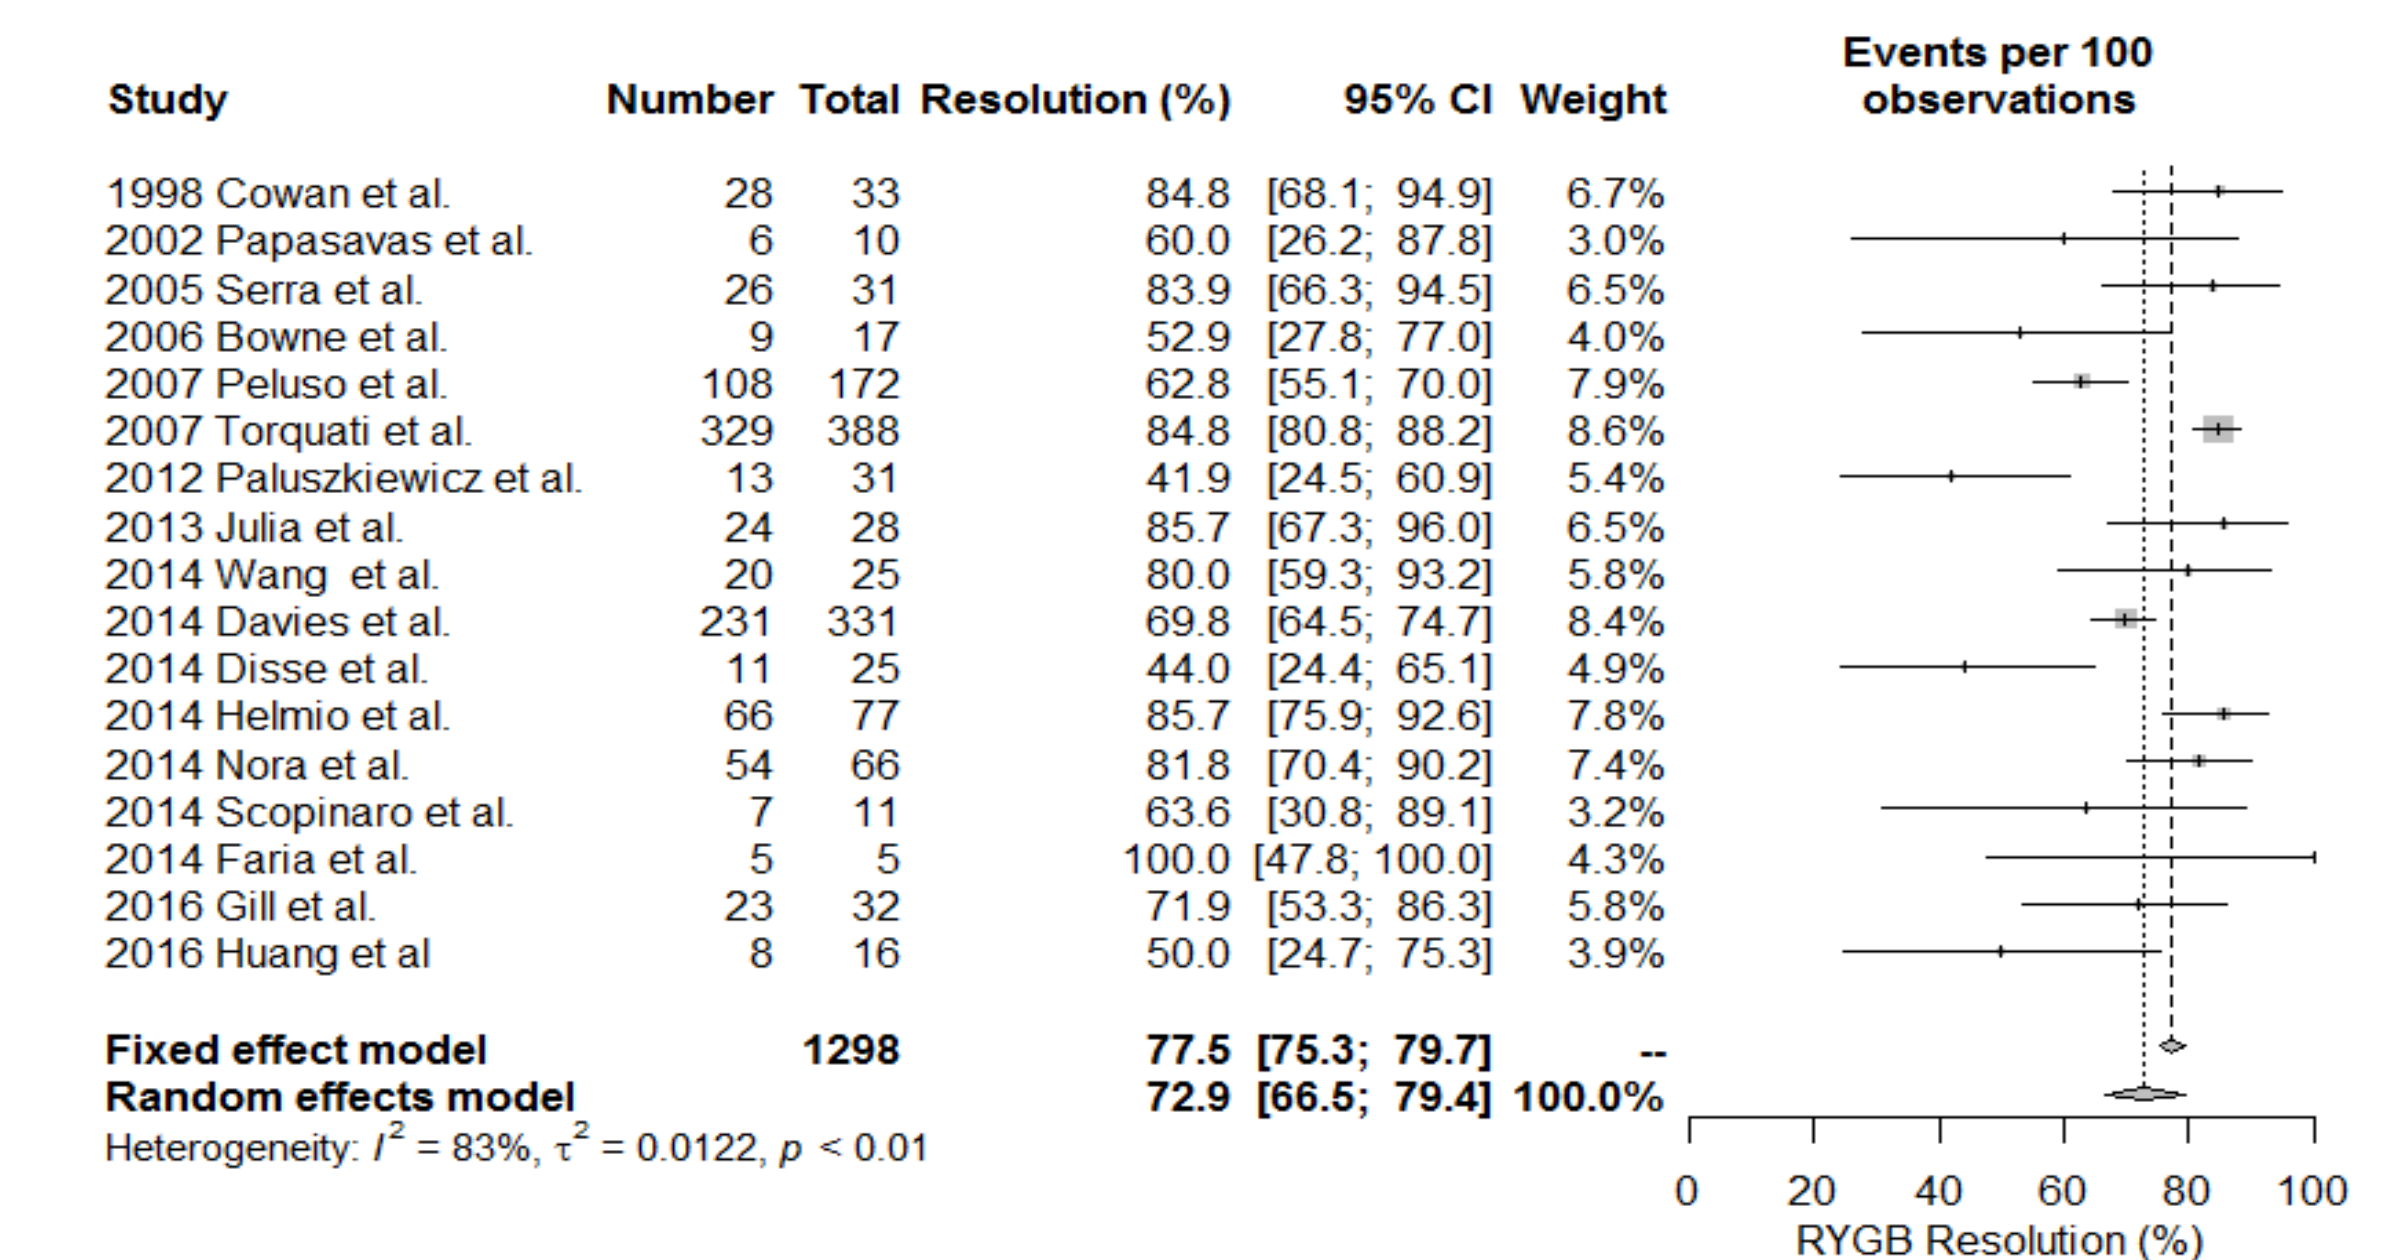 Events per 100
Study Number Total Resolution (%) 95% CI Weight observations
1998 Cowan et al. 28 33 84.8 [68.1; 94.9] 6.7%
2002 Papasavas et al. 6 10 60.0 [26.2; 87.8] 3.0%
2005 Serra et al. 26 31 83.9 [66.3; 94.5] 6.5%
2006 Bowne et al. 9 17 52.9 [27.8; 77.0] 4.0%
2007 Peluso et al. 108 172 62.8 [55.1; 70.0] 7.9%
2007 Torquati et al. 329 388 84.8 [80.8; 88.2] 8.6%
2012 Paluszkiewicz et al. 13 31 41.9 [24.5; 60.9] 5.4%
2013 Julia et al. 24 28 85.7 [67.3; 96.0] 6.5%
2014 Wang et al. 20 25 80.0 [59.3; 93.2] 5.8%
2014 Davies et al. 231 331 69.8 [64.5; 74.7] 8.4%
2014 Disse et al. 11 25 44.0 [24.4; 65.1] 4.9%
2014 Helmio et al. 66 77 85.7 [75.9; 92.6] 7.8%
2014 Nora et al. 54 66 81.8 [70.4; 90.2] 7.4%
2014 Scopinaro et al. 7 11 63.6 [30.8; 89.1] 3.2%
2014 Faria et al. 5 5 100.0 [47.8; 100.0] 4.3%
2016 Gill et al. 23 32 71.9 [53.3; 86.3] 5.8%
2016 Huang et al 8 16 50.0 [24.7; 75.3] 3.9%
Fixed effect model 1298 77.5 [75.3; 79.7] --
Random effects model 72.9 [66.5; 79.4] 100.0%
Heterogeneity: I² = 83%, τ² = 0.0122, p < 0.01
0 20 40 60 80 100
RYGB Resolution (%)